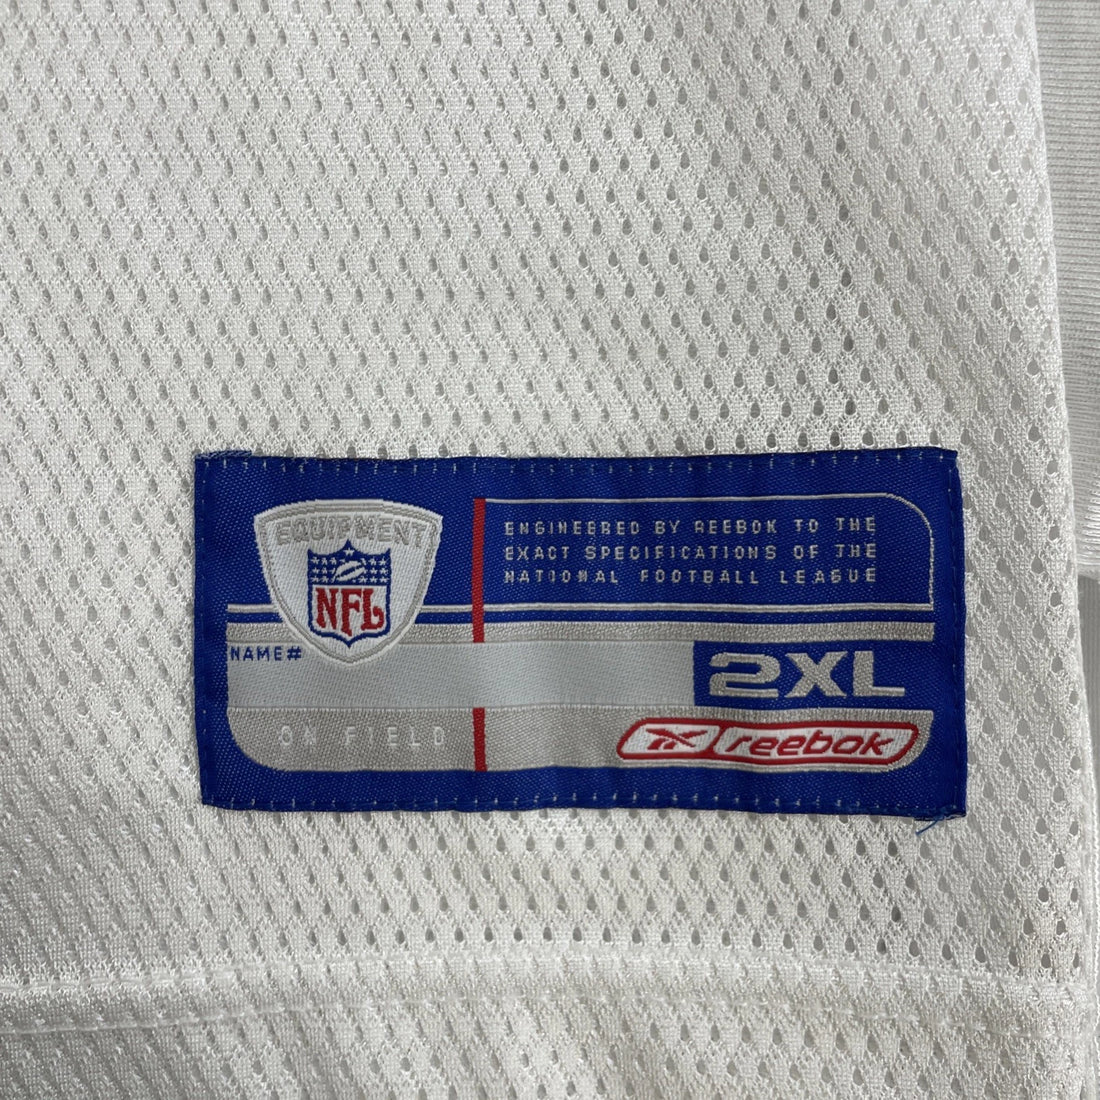 EQUIPMENT
NFL
ENGINEERED BY REEBOK TO THE
EXACT SPECIFICATIONS OF THE
NATIONAL FOOTBALL LEAGUE
NAME#
2XL
ON FIELD
reebok